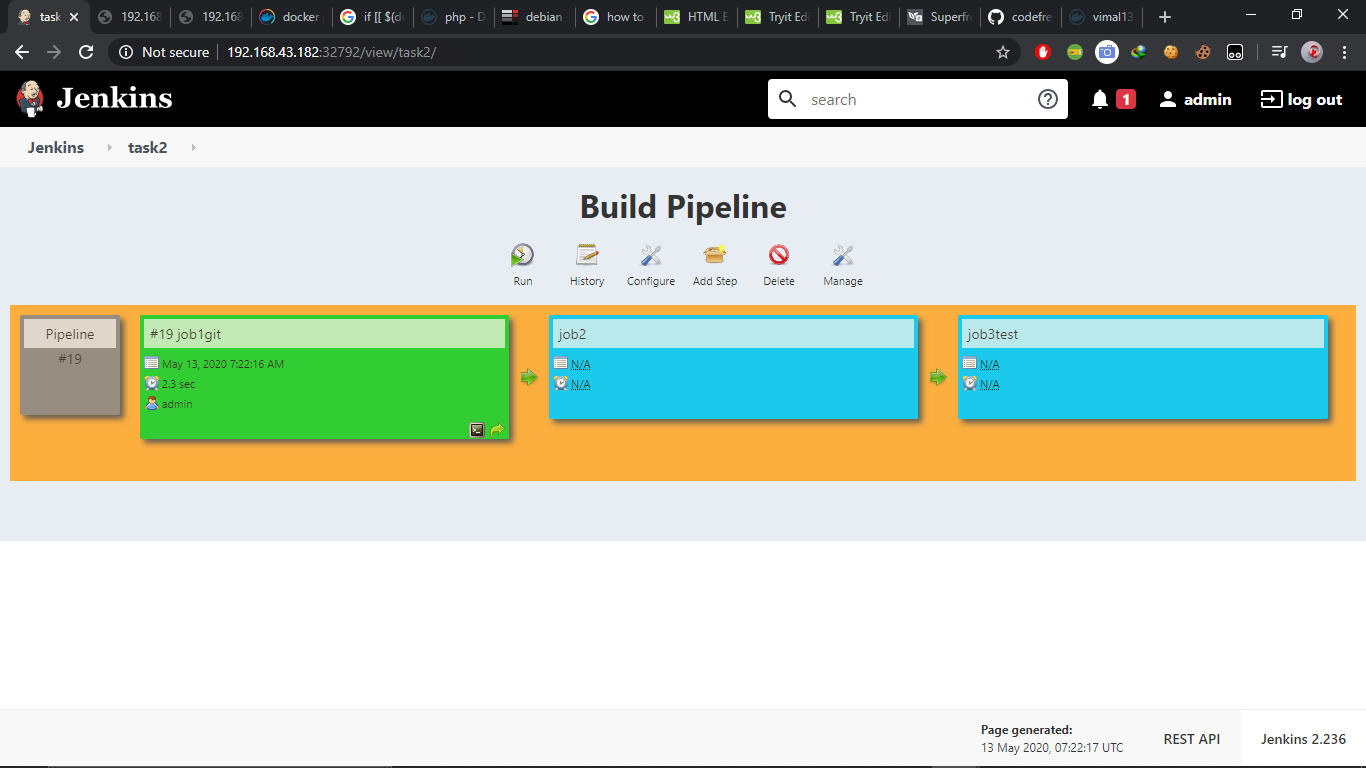 task
192.168
192.168
docker
if [[ $(d
php - D
debian
how to
HTML E
Tryit Edi
Tryit Edi
Superfr
codefre
vimal13
Not secure
192.168.43.182:32792/view/task2/
Jenkins
search
1
admin
log out
Jenkins
task2
Build Pipeline
Run
History
Configure
Add Step
Delete
Manage
Pipeline
#19
#19 job1git
May 13, 2020 7:22:16 AM
2.3 sec
admin
job2
N/A
N/A
job3test
N/A
N/A
Page generated:
13 May 2020, 07:22:17 UTC
REST API
Jenkins 2.236